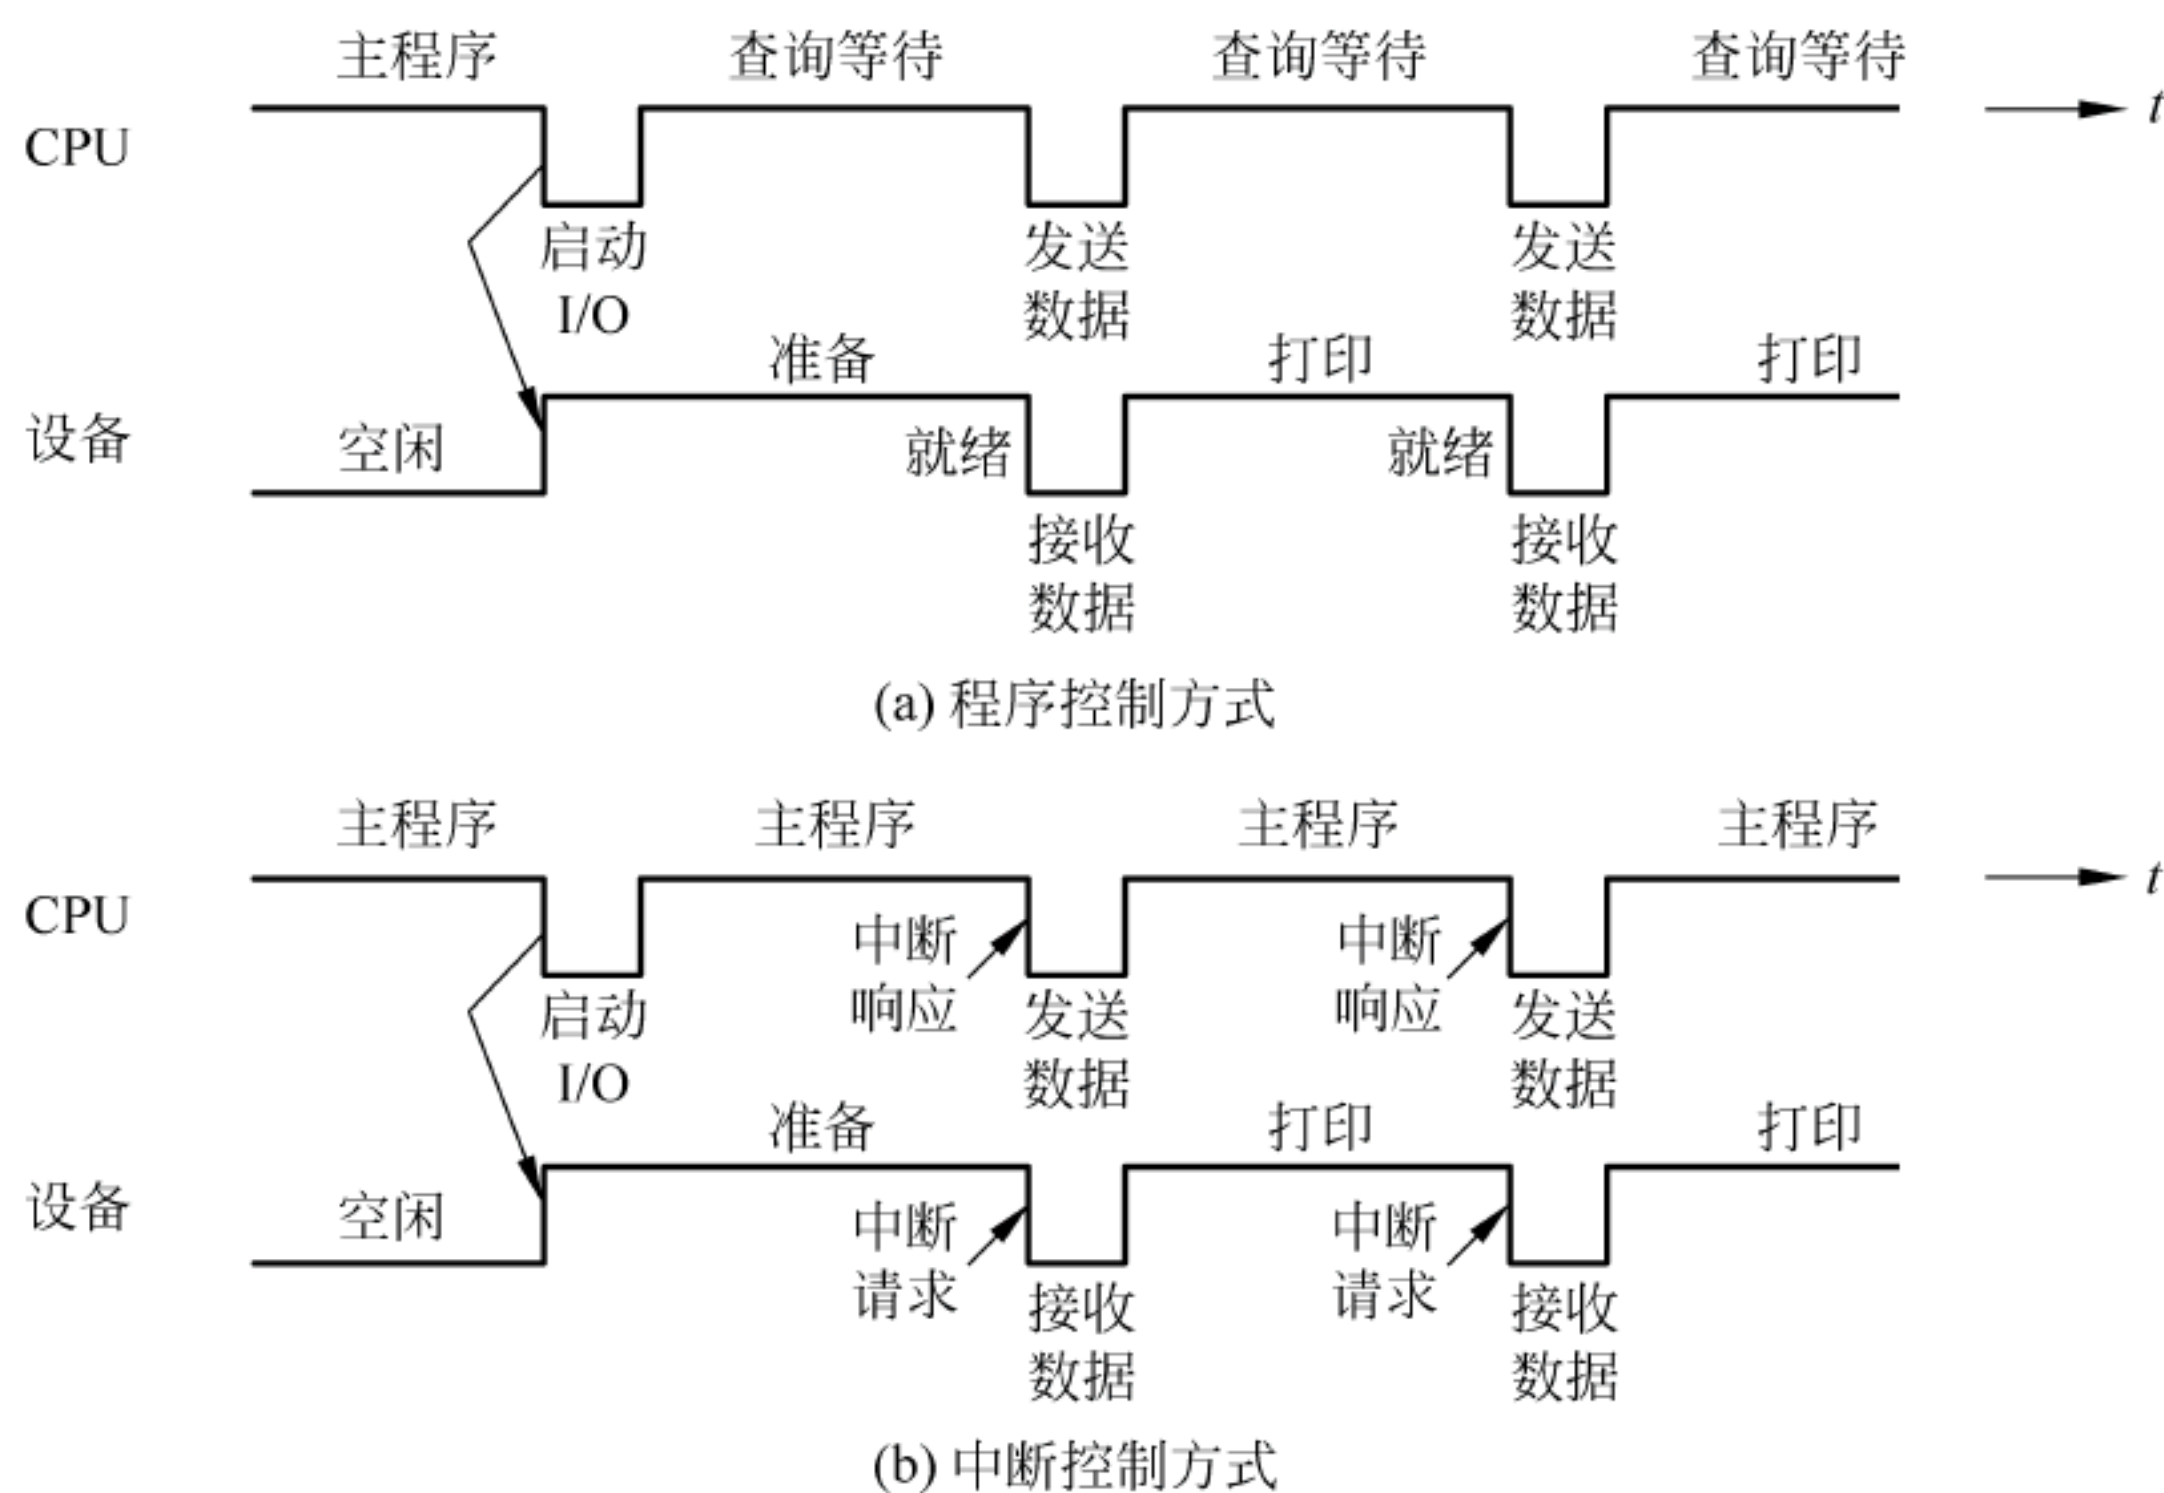 主程序 查询等待 查询等待 查询等待
CPU t
启动 发送 发送
I/O 数据 数据
准备 打印 打印
设备 空闲 就绪 就绪
接收 接收
数据 数据
(a) 程序控制方式
主程序 主程序 主程序 主程序
CPU t
中断 中断
响应 响应
启动 发送 发送
I/O 数据 数据
准备 打印 打印
设备 空闲
中断 中断
请求 请求
接收 接收
数据 数据
(b) 中断控制方式